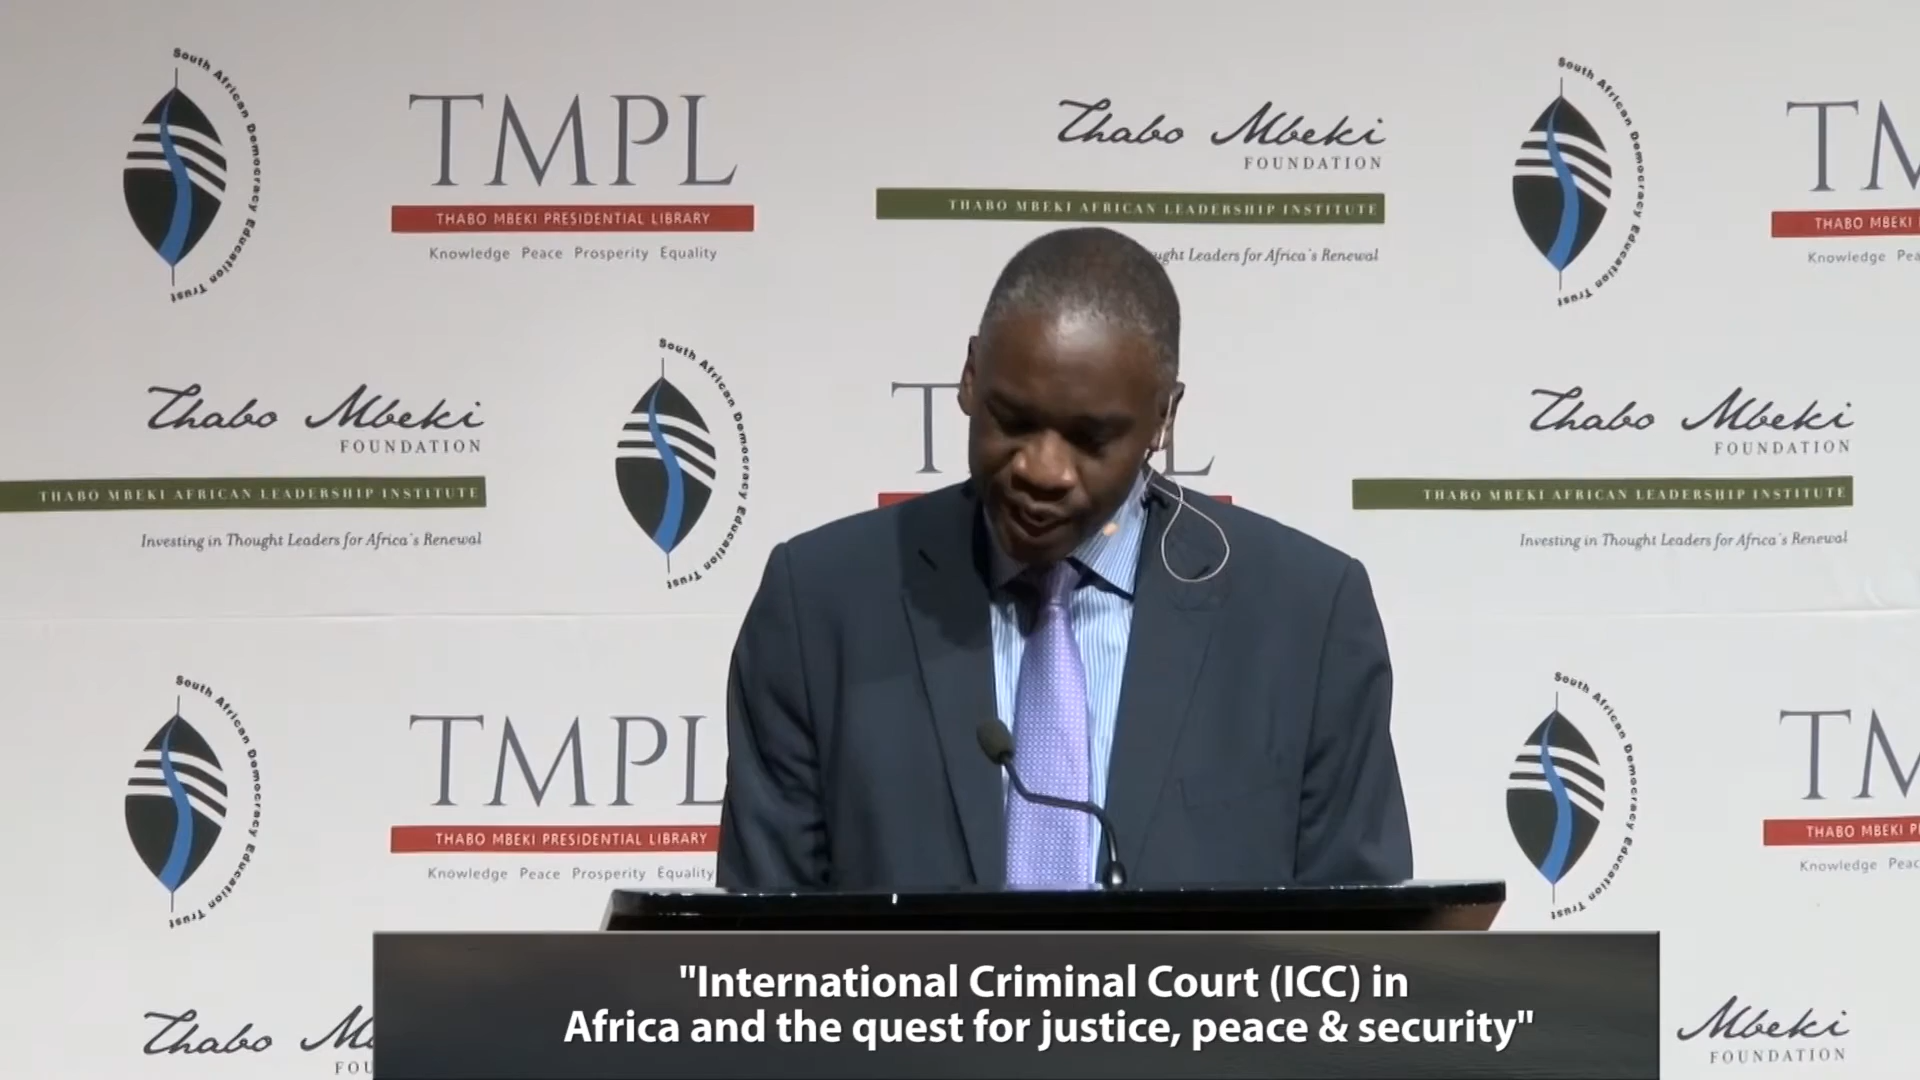 South African Democracy Education Trust
TMPL
THABO MBEKI PRESIDENTIAL LIBRARY
Knowledge Peace Prosperity Equality
Thabo Mbeki
FOUNDATION
THABO MBEKI AFRICAN LEADERSHIP INSTITUTE
Leaders for Africa's Renewal
South African Democracy Education Trust
THABO MBEKI
Knowledge
Thabo Mbeki
FOUNDATION
THABO MBEKI AFRICAN LEADERSHIP INSTITUTE
Investing in Thought Leaders for Africa's Renewal
South African Democracy Education Trust
Thabo Mbeki
FOUNDATION
THABO MBEKI AFRICAN LEADERSHIP INSTITUTE
Investing in Thought Leaders for Africa's Renewal
South African Democracy Education Trust
TMPL
THABO MBEKI PRESIDENTIAL LIBRARY
Knowledge Peace Prosperity Equality
South African Democracy Education Trust
THABO MBEKI
Knowledge
Thabo
Mbeki
FOUNDATION
"International Criminal Court (ICC) in
Africa and the quest for justice, peace & security"